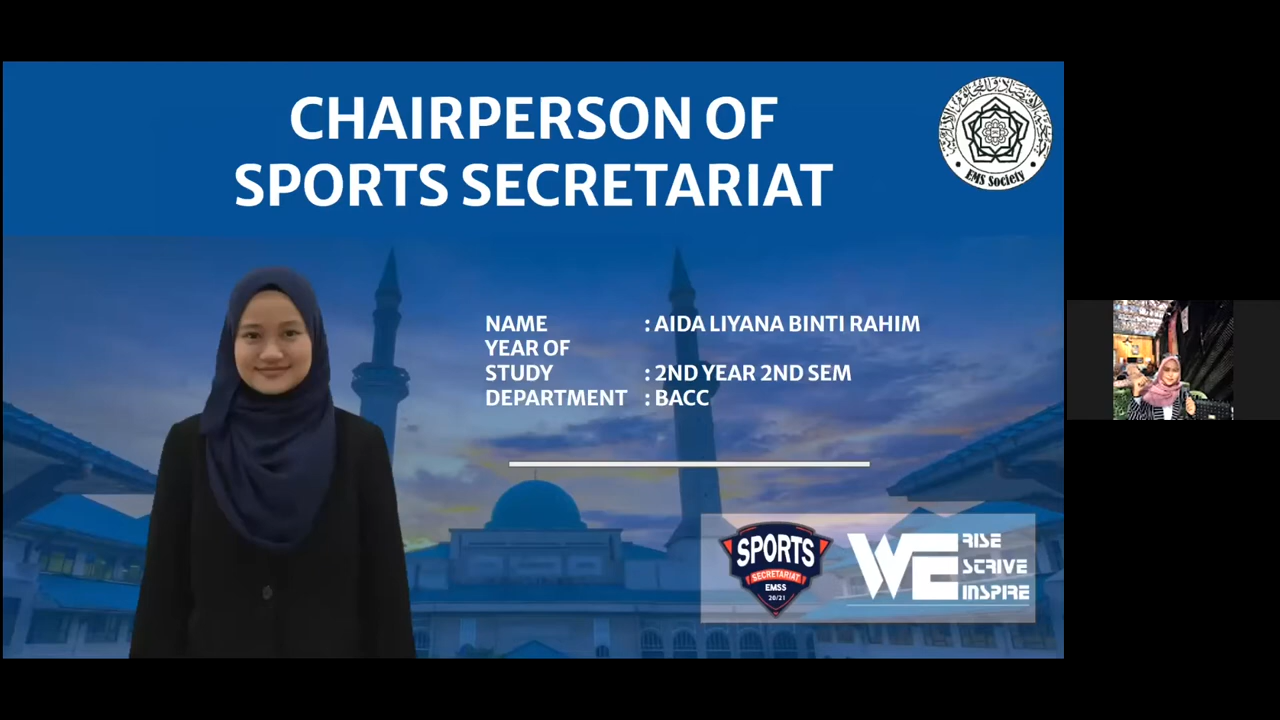 CHAIRPERSON OF
SPORTS SECRETARIAT
EMS Society
NAME : AIDA LIYANA BINTI RAHIM
YEAR OF
STUDY : 2ND YEAR 2ND SEM
DEPARTMENT : BACC
SPORTS
SECRETARIAT
EMSS
20/21
WE
RISE
STRIVE
INSPIRE